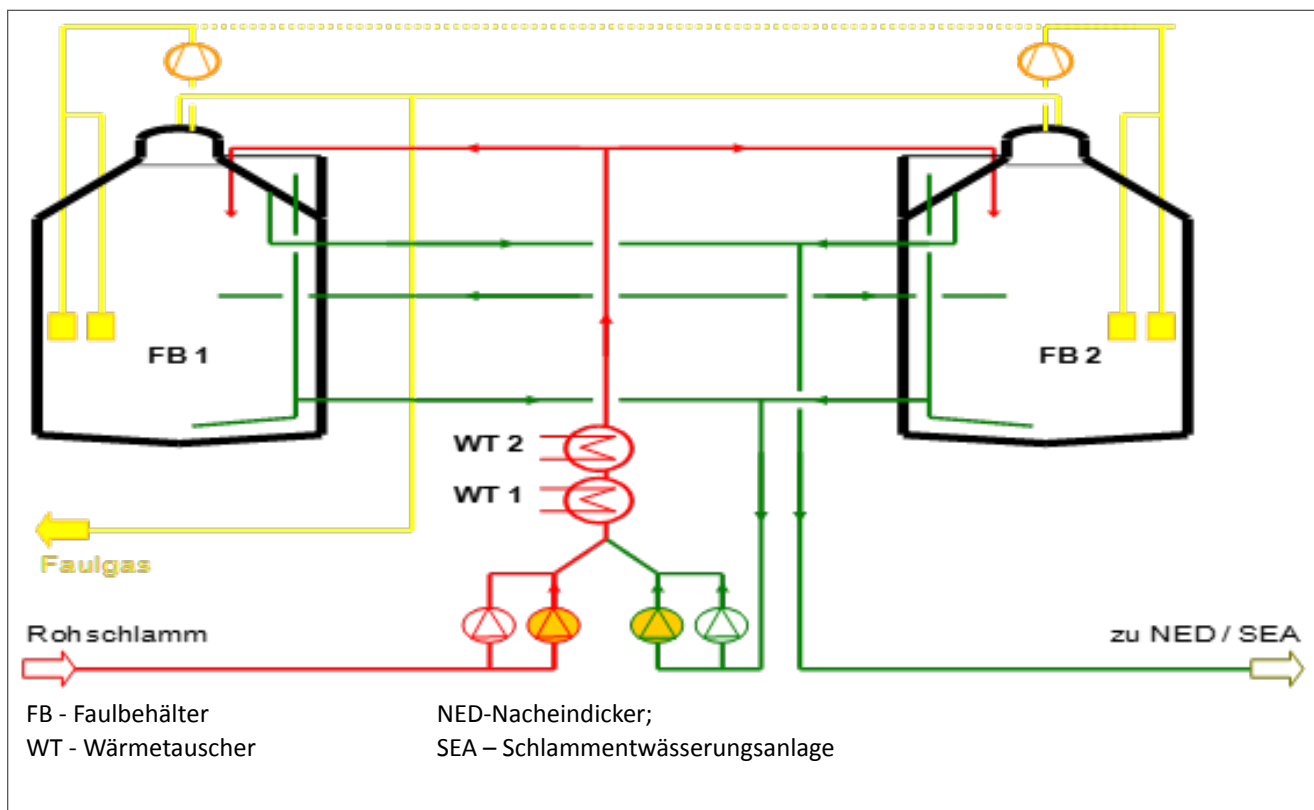 FB 1
FB 2
WT 2
WT 1
Faulgas
Rohschlamm
zu NED / SEA
FB - Faulbehälter
NED-Nacheindicker;
WT - Wärmetauscher
SEA – Schlammentwässerungsanlage